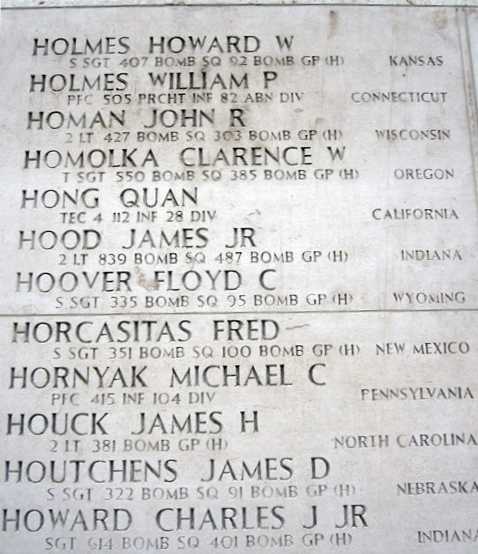 HOLMES HOWARD W
S SGT 407 BOMB SQ 92 BOMB GP (H) KANSAS
HOLMES WILLIAM P
PFC 505 PRCHT INF 82 ABN DIV CONNECTICUT
HOMAN JOHN R
2 LT 427 BOMB SQ 303 BOMB GP (H) WISCONSIN
HOMOLKA CLARENCE W
T SGT 550 BOMB SQ 385 BOMB GP (H) OREGON
HONG QUAN
TEC 4 112 INF 28 DIV CALIFORNIA
HOOD JAMES JR
2 LT 839 BOMB SQ 487 BOMB GP (H) INDIANA
HOOVER FLOYD C
S SGT 335 BOMB SQ 95 BOMB GP (H) WYOMING
HORCASITAS FRED
S SGT 351 BOMB SQ 100 BOMB GP (H) NEW MEXICO
HORNYAK MICHAEL C
PFC 415 INF 104 DIV PENNSYLVANIA
HOUCK JAMES H
2 LT 381 BOMB GP (H) NORTH CAROLINA
HOUTCHENS JAMES D
S SGT 322 BOMB SQ 91 BOMB GP (H) NEBRASKA
HOWARD CHARLES J JR
SGT 614 BOMB SQ 401 BOMB GP (H) INDIANA